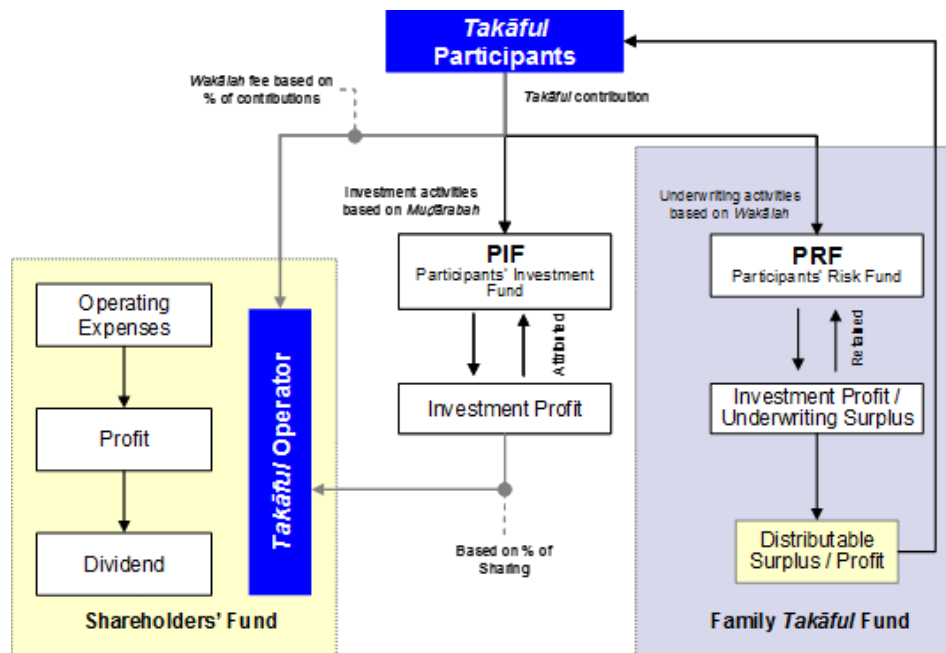 Takāful
Participants
Wakālah fee based on
% of contributions
Takāful contribution
Investment activities
based on Muḍārabah
Underwriting activities
based on Wakālah
PIF
Participants' Investment
Fund
PRF
Participants' Risk Fund
Operating
Expenses
Attributed
Retained
Takāful Operator
Investment Profit
Investment Profit /
Underwriting Surplus
Profit
Based on % of
Sharing
Distributable
Surplus / Profit
Dividend
Shareholders' Fund
Family Takāful Fund